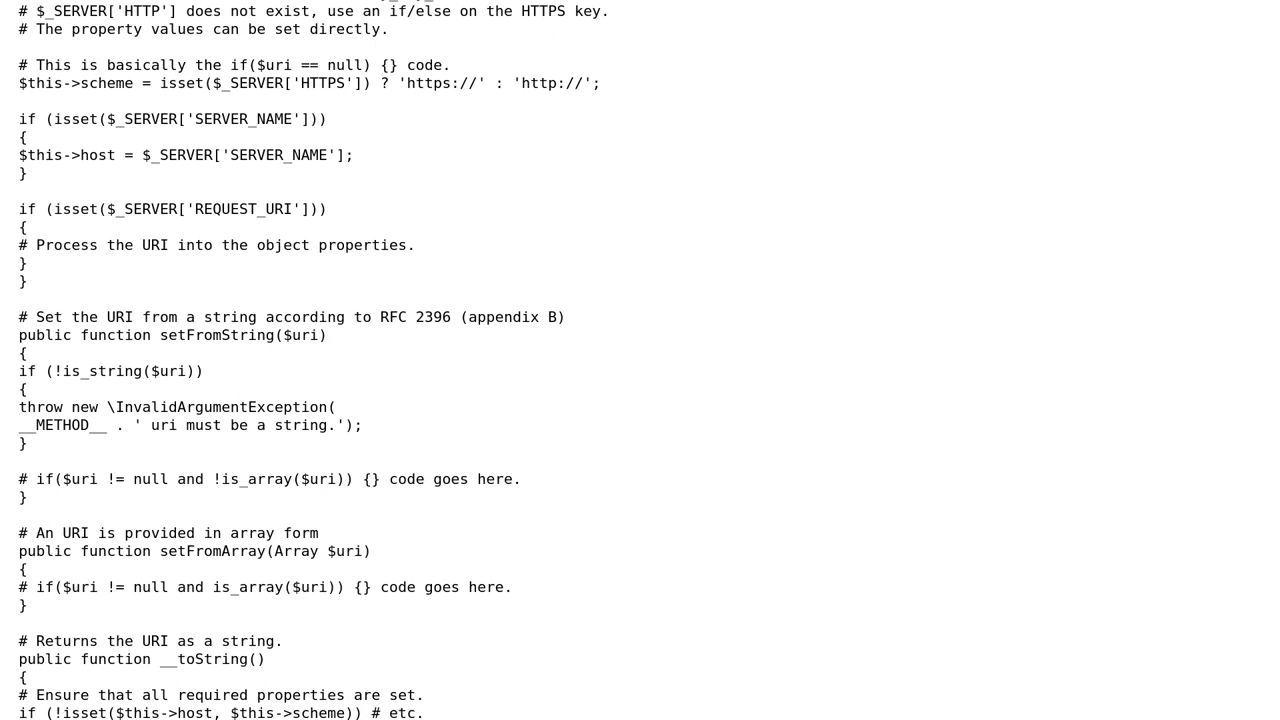 # $_SERVER['HTTP'] does not exist, use an if/else on the HTTPS key.
# The property values can be set directly.
# This is basically the if($uri == null) {} code.
$this->scheme = isset($_SERVER['HTTPS']) ? 'https://' : 'http://';
if (isset($_SERVER['SERVER_NAME']))
{
$this->host = $_SERVER['SERVER_NAME'];
}
if (isset($_SERVER['REQUEST_URI']))
{
# Process the URI into the object properties.
}
}
# Set the URI from a string according to RFC 2396 (appendix B)
public function setFromString($uri)
{
if (!is_string($uri))
{
throw new \InvalidArgumentException(
__METHOD__ . ' uri must be a string.');
}
# if($uri != null and !is_array($uri)) {} code goes here.
}
# An URI is provided in array form
public function setFromArray(Array $uri)
{
# if($uri != null and is_array($uri)) {} code goes here.
}
# Returns the URI as a string.
public function __toString()
{
# Ensure that all required properties are set.
if (!isset($this->host, $this->scheme)) # etc.